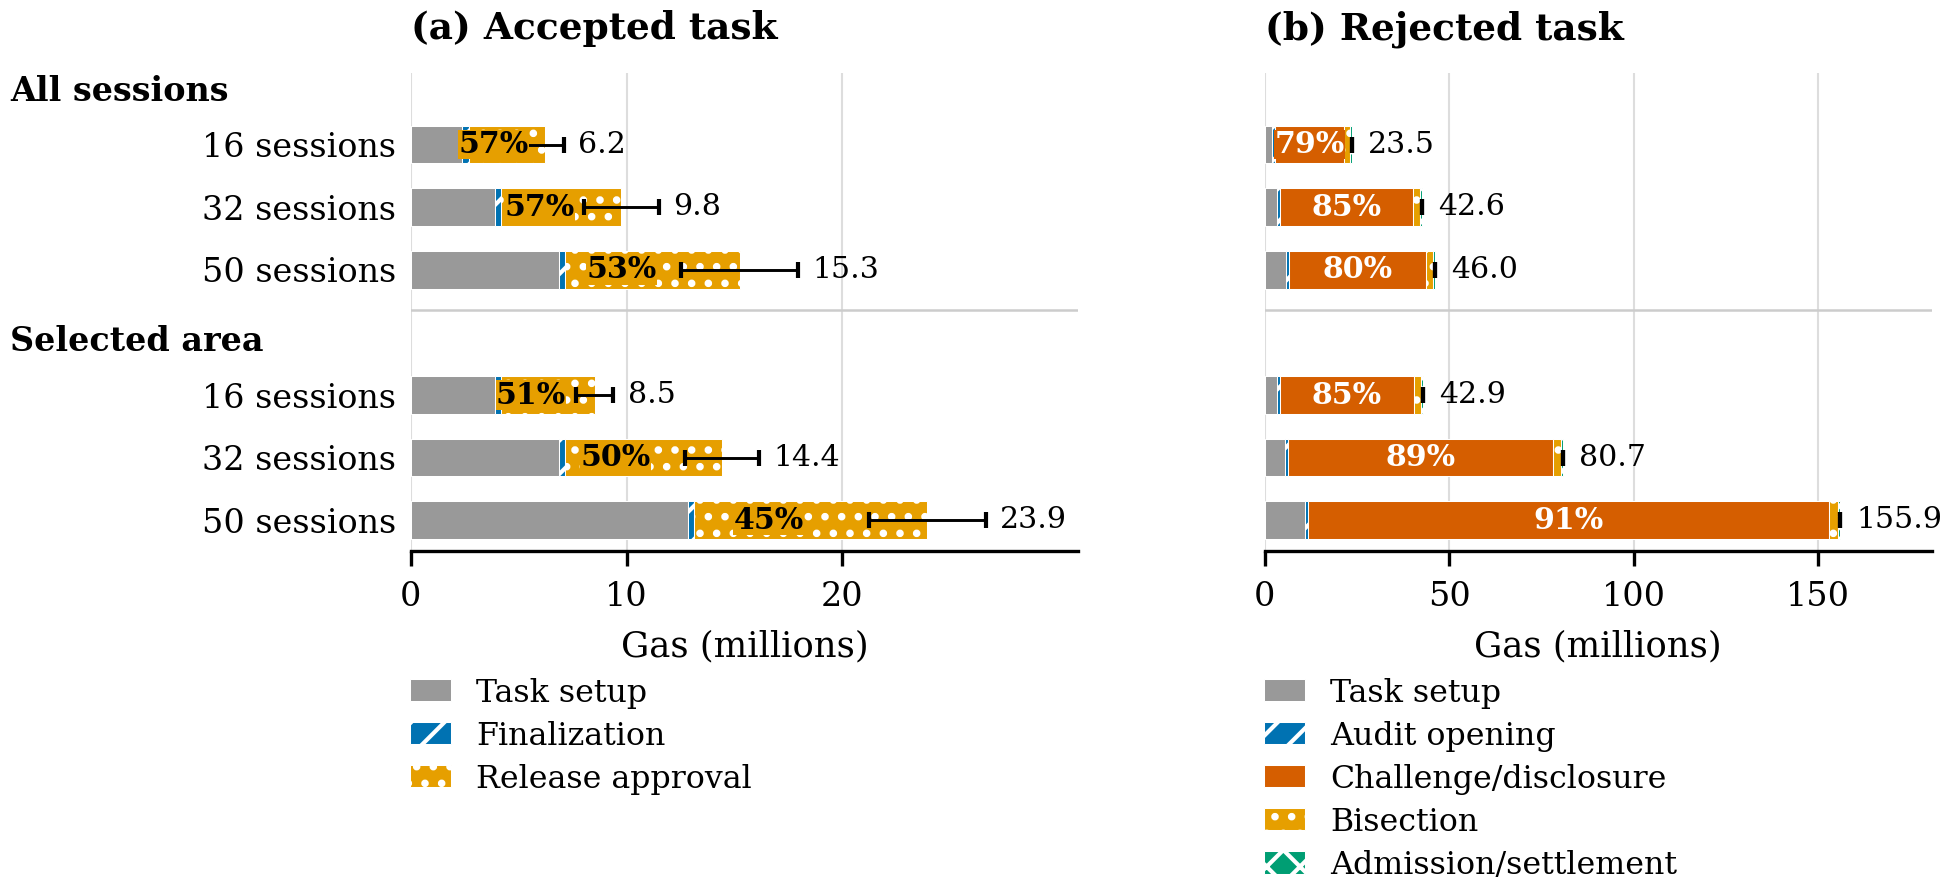 (a) Accepted task
(b) Rejected task
All sessions
16 sessions 57% 6.2 79% 23.5
32 sessions 57% 9.8 85% 42.6
50 sessions 53% 15.3 80% 46.0
Selected area
16 sessions 51% 8.5 85% 42.9
32 sessions 50% 14.4 89% 80.7
50 sessions 45% 23.9 91% 155.9
0 10 20
0 50 100 150
Gas (millions)
Gas (millions)
Task setup
Finalization
Release approval
Task setup
Audit opening
Challenge/disclosure
Bisection
Admission/settlement